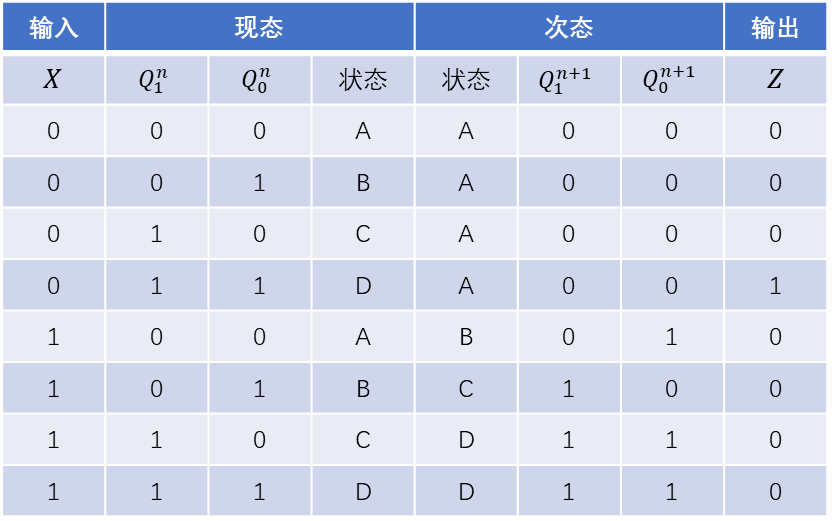 输入 现态 次态 输出
X Q₁ⁿ Q₀ⁿ 状态 状态 Q₁ⁿ⁺¹ Q₀ⁿ⁺¹ Z
0 0 0 A A 0 0 0
0 0 1 B A 0 0 0
0 1 0 C A 0 0 0
0 1 1 D A 0 0 1
1 0 0 A B 0 1 0
1 0 1 B C 1 0 0
1 1 0 C D 1 1 0
1 1 1 D D 1 1 0